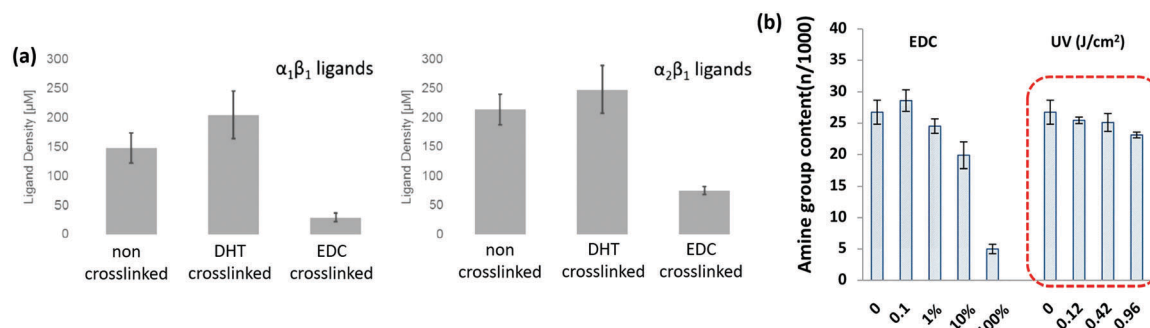 (a)
α₁β₁ ligands
Ligand Density [µM]
300
250
200
150
100
50
0
non crosslinked
DHT crosslinked
EDC crosslinked
α₂β₁ ligands
Ligand Density [µM]
300
250
200
150
100
50
0
non crosslinked
DHT crosslinked
EDC crosslinked
(b)
EDC
UV (J/cm²)
Amine group content(n/1000)
40
35
30
25
20
15
10
5
0
0
0.1
1%
10%
100%
0
0.12
0.42
0.96